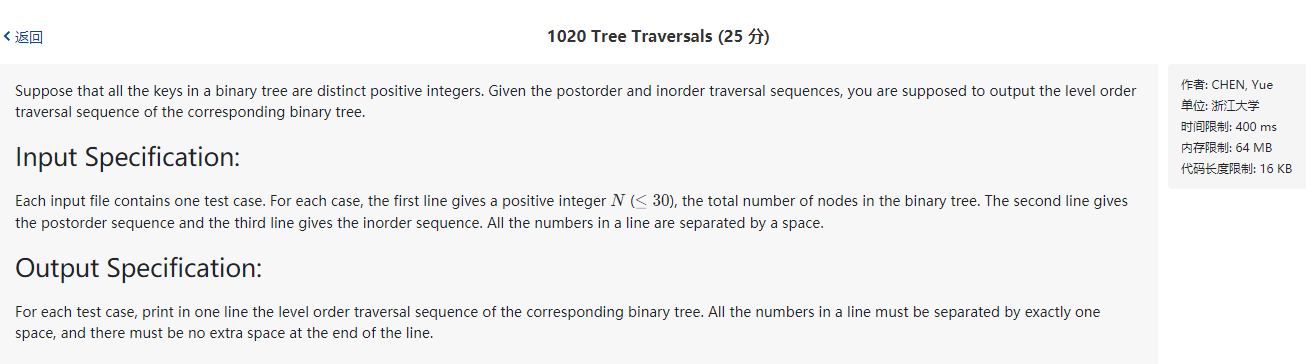 返回
1020 Tree Traversals (25 分)
Suppose that all the keys in a binary tree are distinct positive integers. Given the postorder and inorder traversal sequences, you are supposed to output the level order
traversal sequence of the corresponding binary tree.
Input Specification:
Each input file contains one test case. For each case, the first line gives a positive integer N (≤ 30), the total number of nodes in the binary tree. The second line gives
the postorder sequence and the third line gives the inorder sequence. All the numbers in a line are separated by a space.
Output Specification:
For each test case, print in one line the level order traversal sequence of the corresponding binary tree. All the numbers in a line must be separated by exactly one
space, and there must be no extra space at the end of the line.
作者: CHEN, Yue
单位: 浙江大学
时间限制: 400 ms
内存限制: 64 MB
代码长度限制: 16 KB